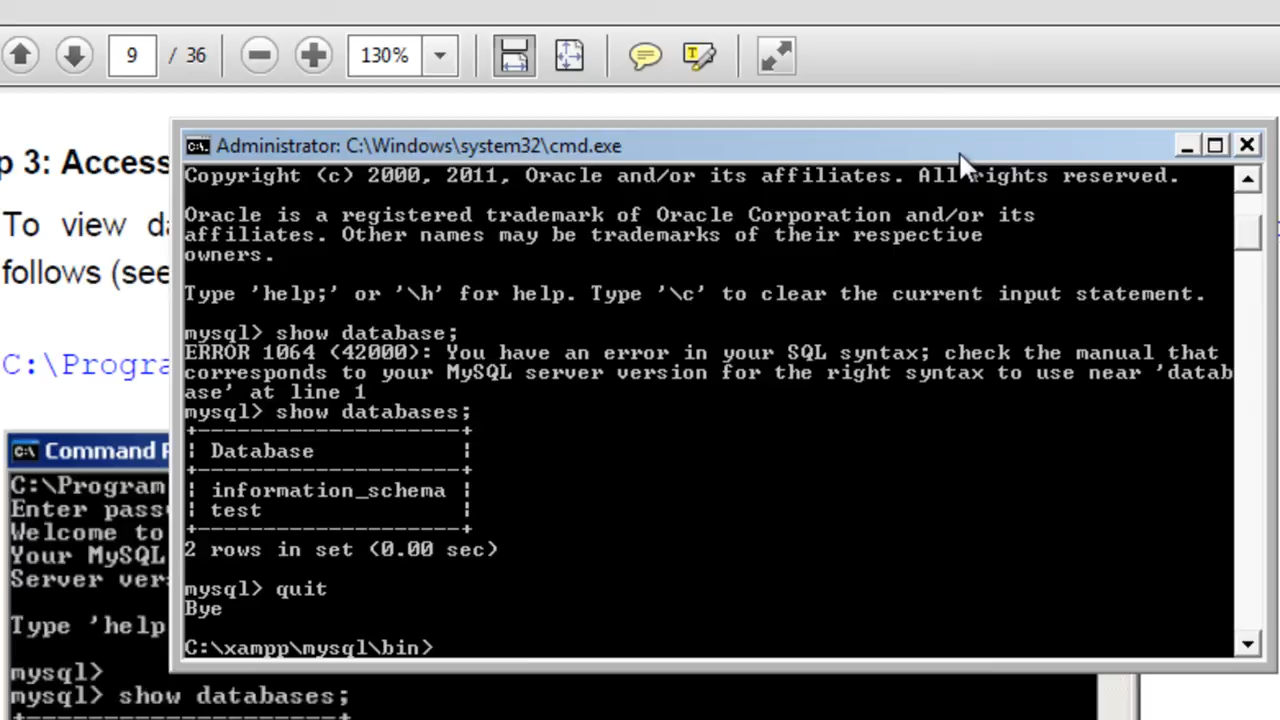 9 / 36 130%
p 3: Access
To view da
follows (see
C:\Progra
Administrator: C:\Windows\system32\cmd.exe
Copyright (c) 2000, 2011, Oracle and/or its affiliates. All rights reserved.
Oracle is a registered trademark of Oracle Corporation and/or its
affiliates. Other names may be trademarks of their respective
owners.
Type 'help;' or '\h' for help. Type '\c' to clear the current input statement.
mysql> show database;
ERROR 1064 (42000): You have an error in your SQL syntax; check the manual that
corresponds to your MySQL server version for the right syntax to use near 'datab
ase' at line 1
mysql> show databases;
+--------------------+
| Database           |
+--------------------+
| information_schema |
| test               |
+--------------------+
2 rows in set (0.00 sec)
mysql> quit
Bye
C:\xampp\mysql\bin>
Command P
C:\Program
Enter passw
Welcome to
Your MySQL
Server vers
Type 'help
mysql>
mysql> show databases;